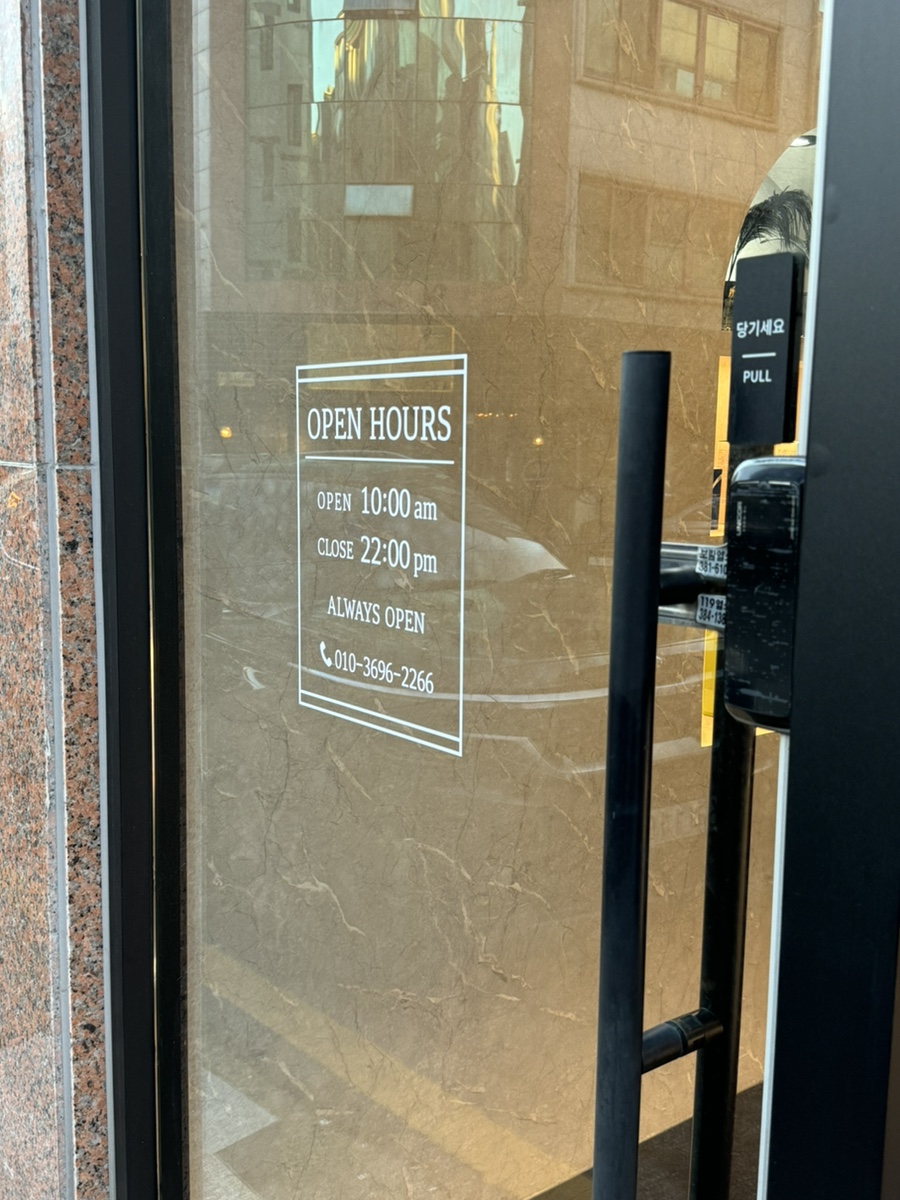 당기세요
PULL
OPEN HOURS
OPEN 10:00 am
CLOSE 22:00 pm
ALWAYS OPEN
010-3696-2266
119